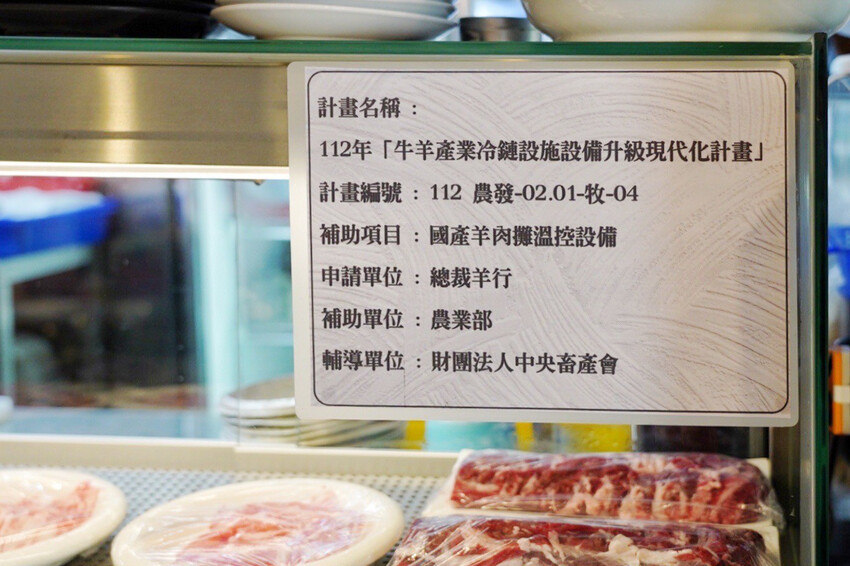 計畫名稱：
112年「牛羊產業冷鏈設施設備升級現代化計畫」
計畫編號：112 農發-02.01-牧-04
補助項目：國產羊肉攤溫控設備
申請單位：總裁羊行
補助單位：農業部
輔導單位：財團法人中央畜產會